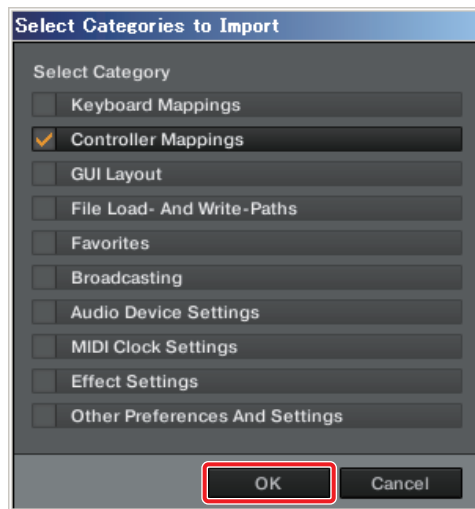 Select Categories to Import
Select Category
Keyboard Mappings
Controller Mappings
GUI Layout
File Load- And Write-Paths
Favorites
Broadcasting
Audio Device Settings
MIDI Clock Settings
Effect Settings
Other Preferences And Settings
OK Cancel